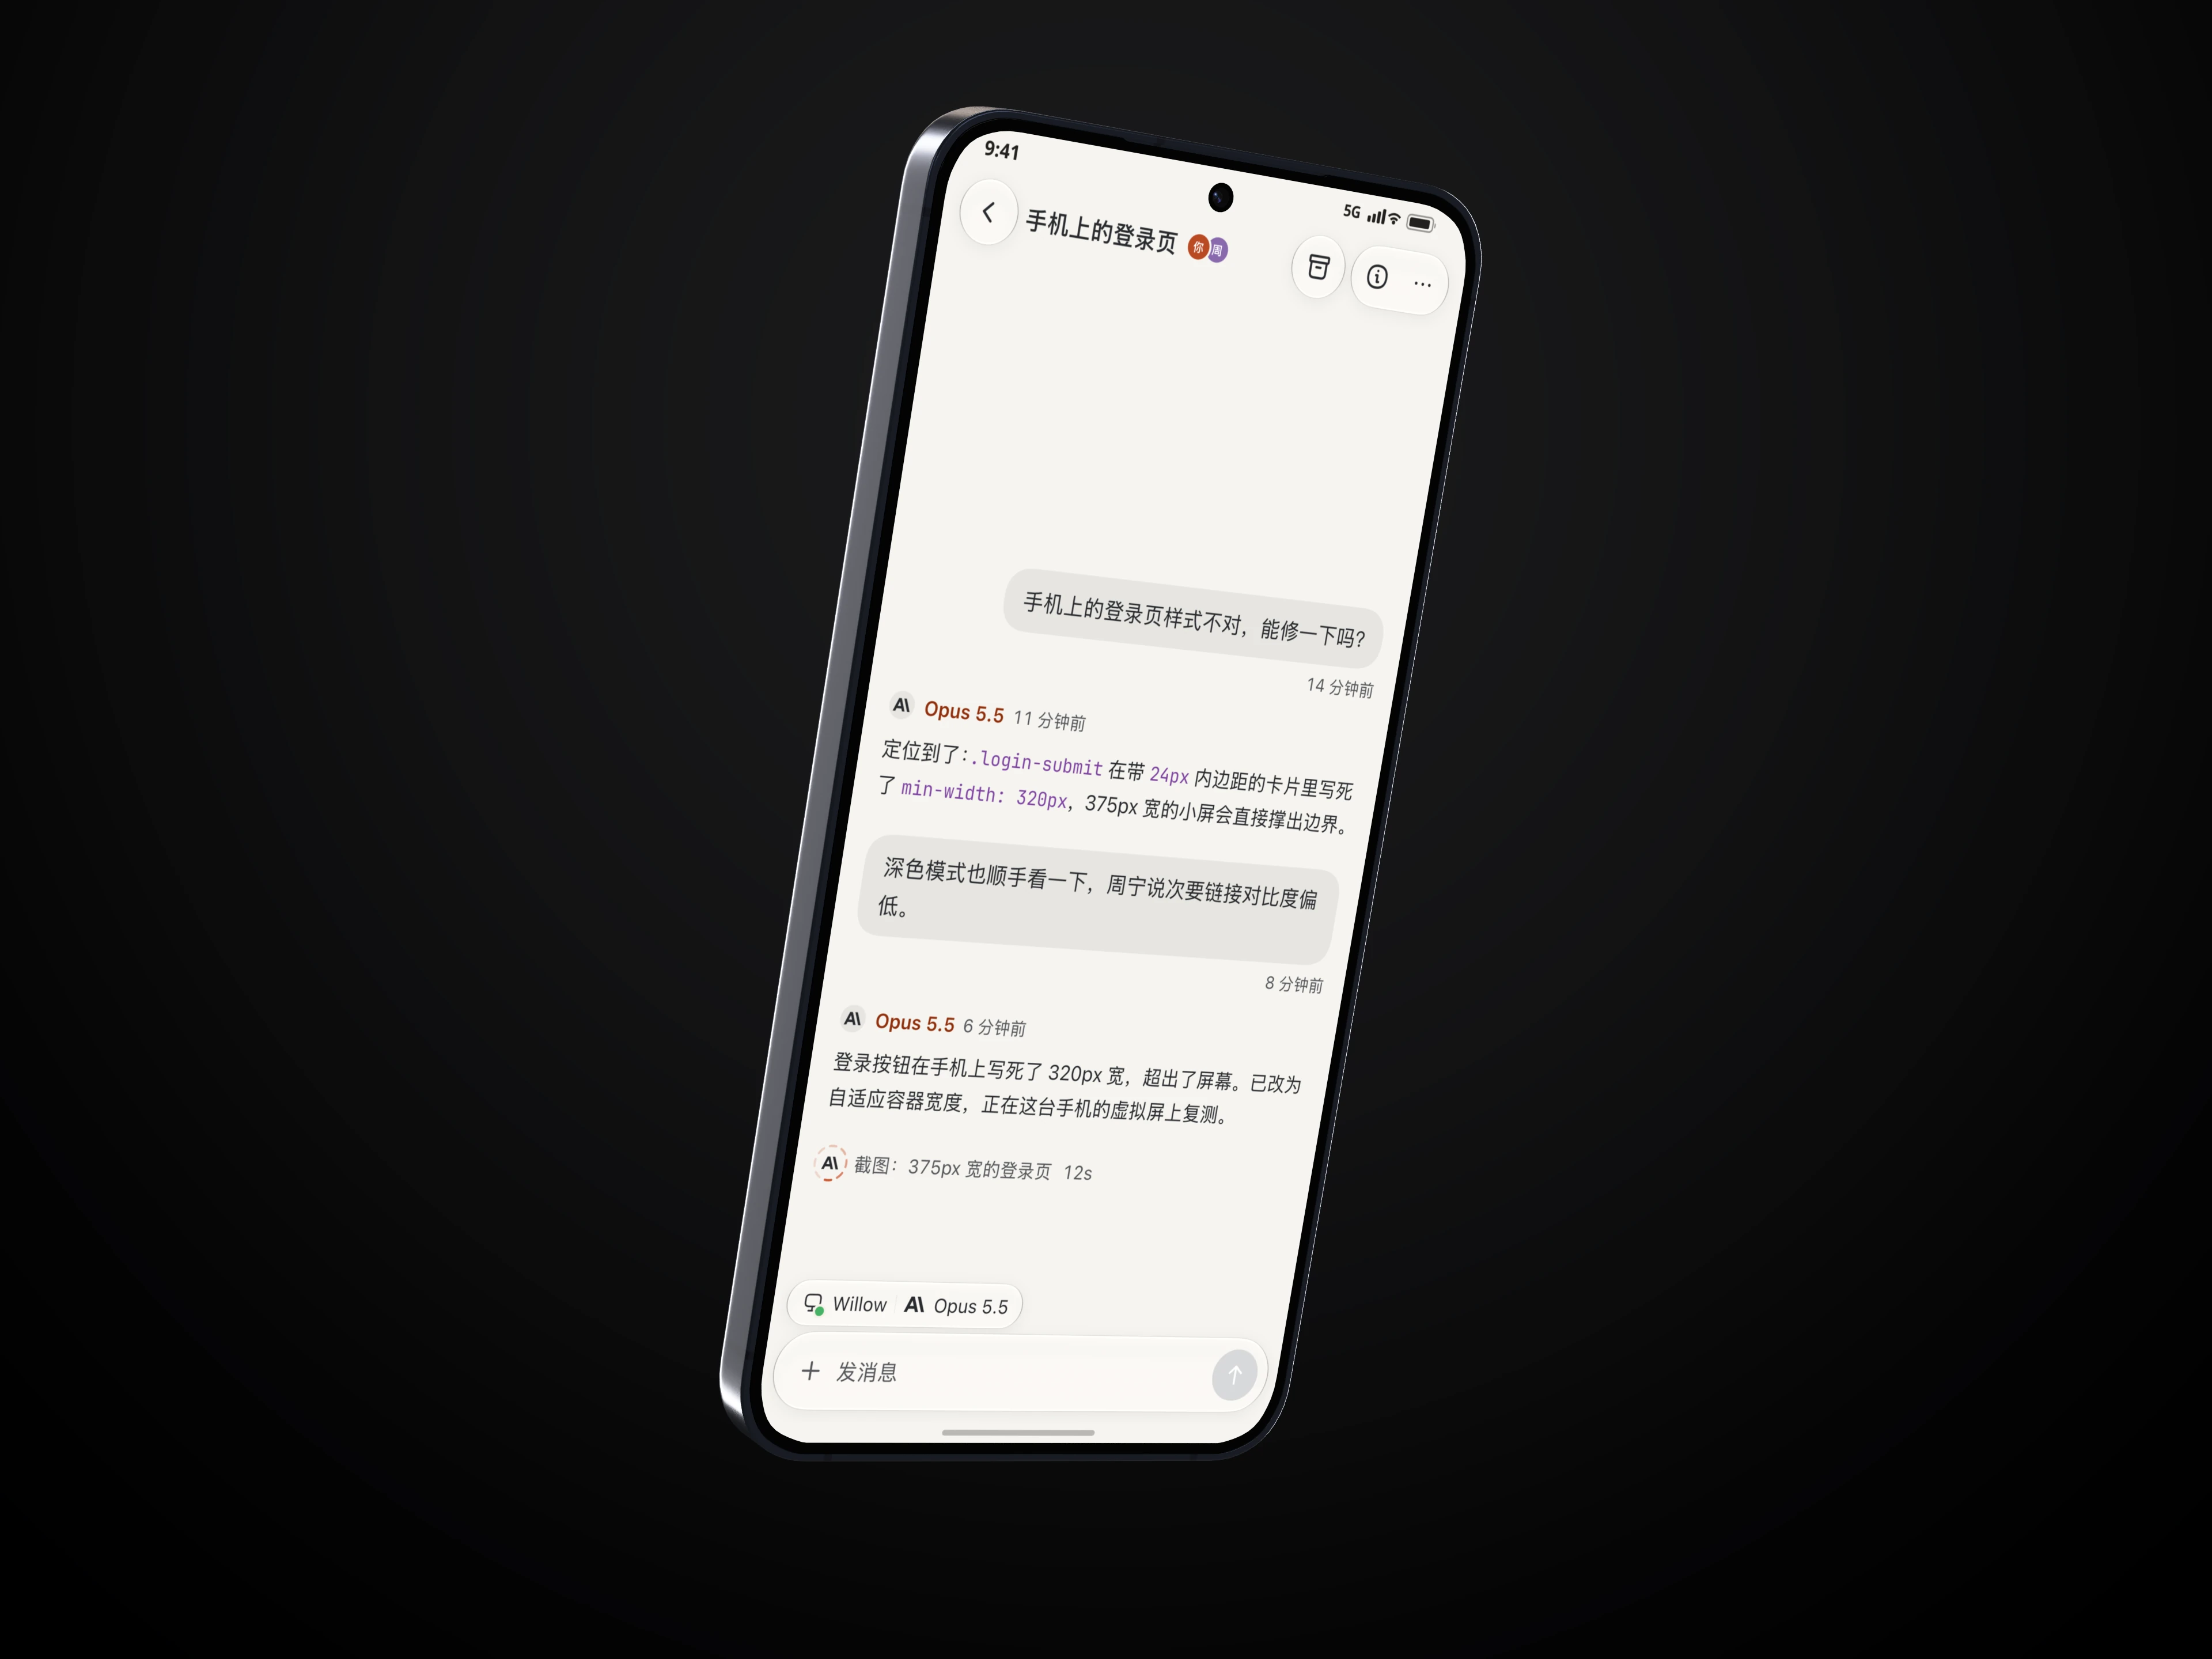 9:41
5G
手机上的登录页 你 周
手机上的登录页样式不对，能修一下吗？
14 分钟前
Opus 5.5 11 分钟前
定位到了：.login-submit 在带 24px 内边距的卡片里写死
了 min-width: 320px，375px 宽的小屏会直接撑出边界。
深色模式也顺手看一下，周宁说次要链接对比度偏
低。
8 分钟前
Opus 5.5 6 分钟前
登录按钮在手机上写死了 320px 宽，超出了屏幕。已改为
自适应容器宽度，正在这台手机的虚拟屏上复测。
截图：375px 宽的登录页 12s
Willow Opus 5.5
发消息